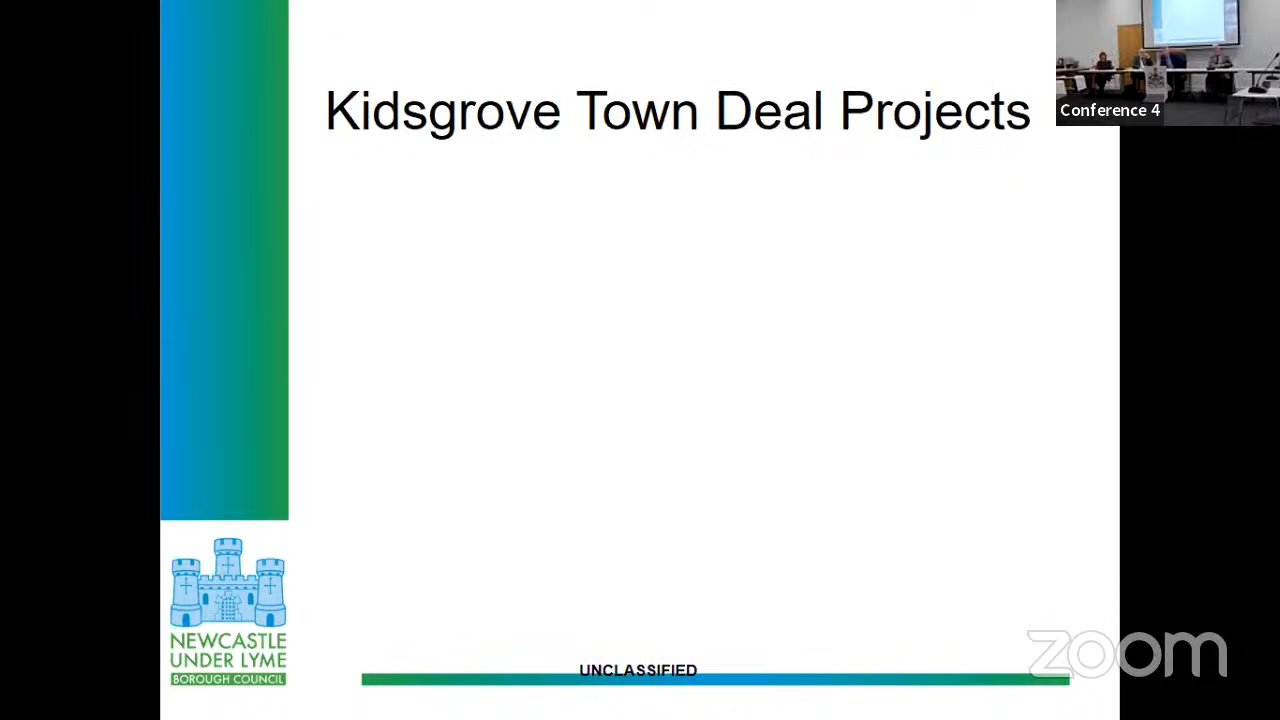 Kidsgrove Town Deal Projects
Conference 4
NEWCASTLE
UNDER LYME
BOROUGH COUNCIL
UNCLASSIFIED
zoom